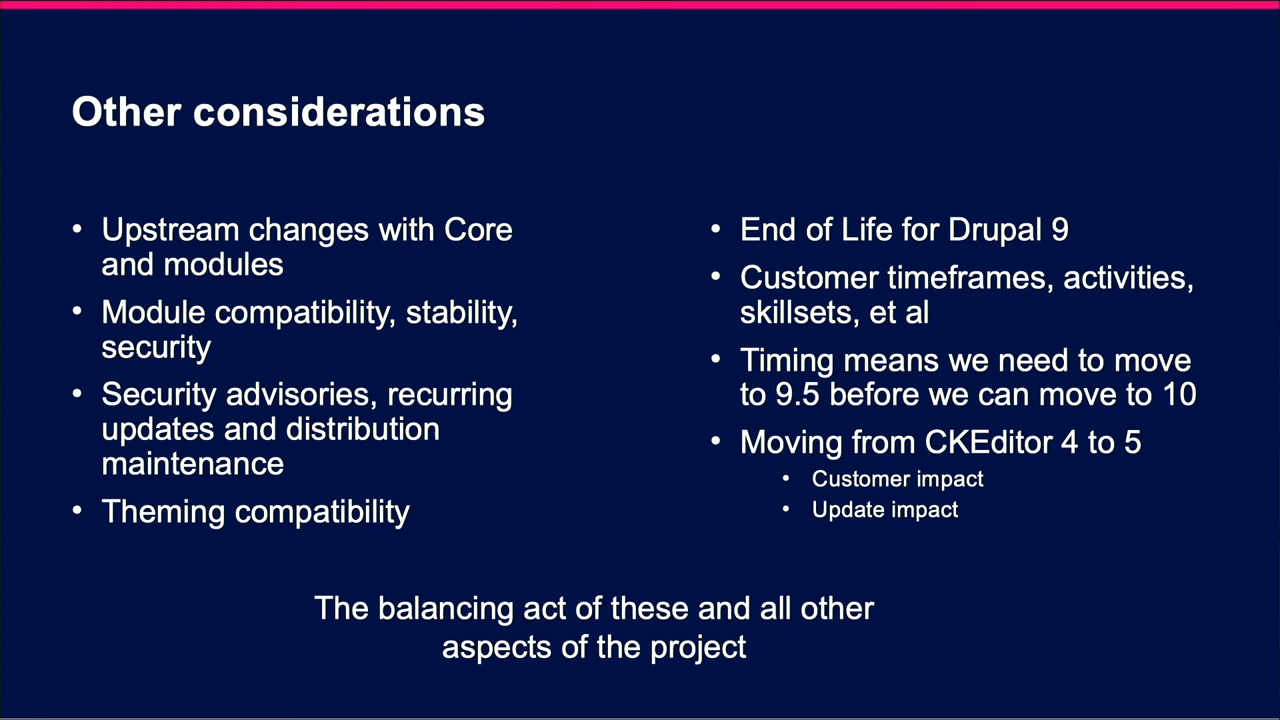 Other considerations
• Upstream changes with Core
and modules
• Module compatibility, stability,
security
• Security advisories, recurring
updates and distribution
maintenance
• Theming compatibility
• End of Life for Drupal 9
• Customer timeframes, activities,
skillsets, et al
• Timing means we need to move
to 9.5 before we can move to 10
• Moving from CKEditor 4 to 5
• Customer impact
• Update impact
The balancing act of these and all other
aspects of the project